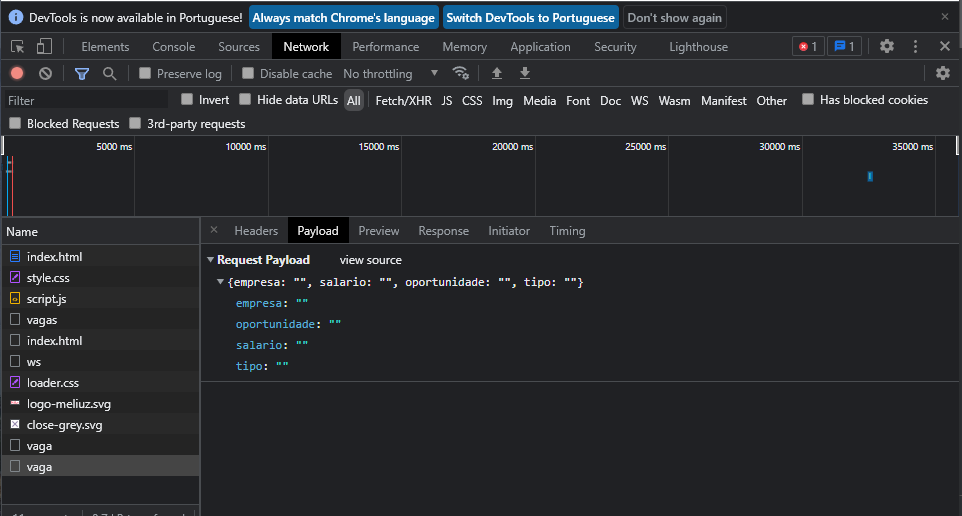 DevTools is now available in Portuguese! Always match Chrome's language Switch DevTools to Portuguese Don't show again
Elements Console Sources Network Performance Memory Application Security Lighthouse 1 1
Preserve log Disable cache No throttling
Filter Invert Hide data URLs All Fetch/XHR JS CSS Img Media Font Doc WS Wasm Manifest Other Has blocked cookies
Blocked Requests 3rd-party requests
5000 ms 10000 ms 15000 ms 20000 ms 25000 ms 30000 ms 35000 ms
Name
index.html
style.css
script.js
vagas
index.html
ws
loader.css
logo-meliuz.svg
close-grey.svg
vaga
vaga
Headers Payload Preview Response Initiator Timing
Request Payload view source
{empresa: "", salario: "", oportunidade: "", tipo: ""}
empresa: ""
oportunidade: ""
salario: ""
tipo: ""